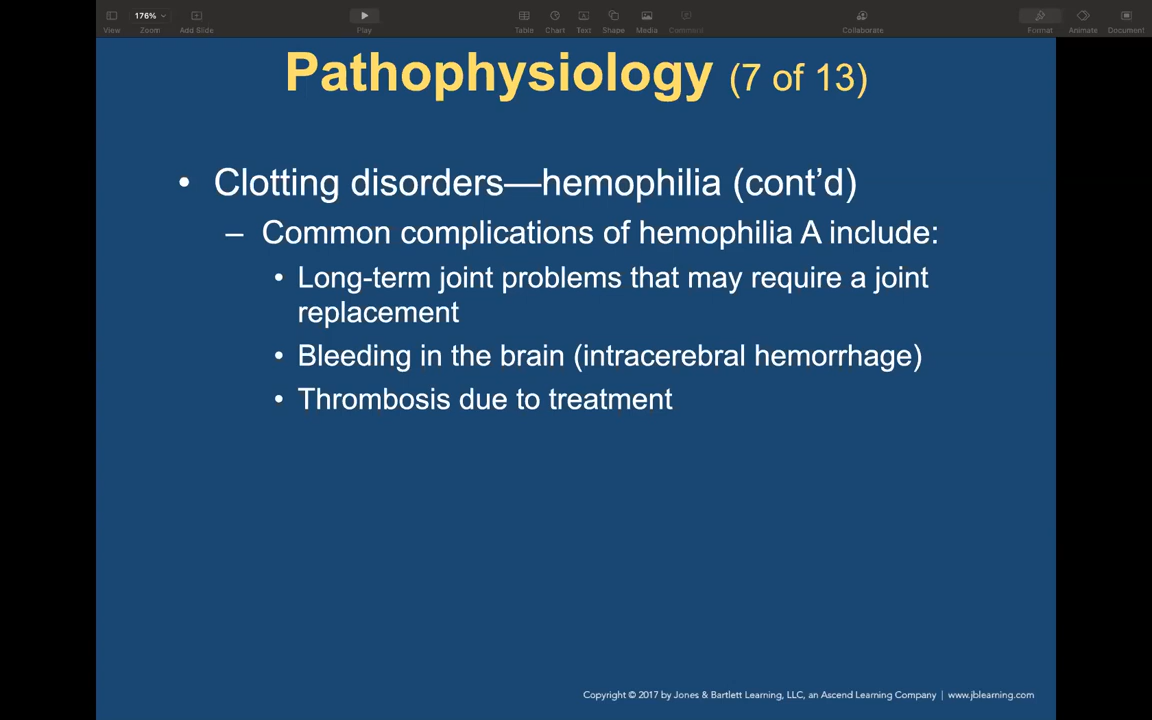 176%
View
Zoom
Add Slide
Play
Table
Chart
Text
Shape
Media
Comment
Collaborate
Format
Animate
Document
Pathophysiology (7 of 13)
• Clotting disorders—hemophilia (cont’d)
– Common complications of hemophilia A include:
• Long-term joint problems that may require a joint
replacement
• Bleeding in the brain (intracerebral hemorrhage)
• Thrombosis due to treatment
Copyright © 2017 by Jones & Bartlett Learning, LLC, an Ascend Learning Company | www.jblearning.com